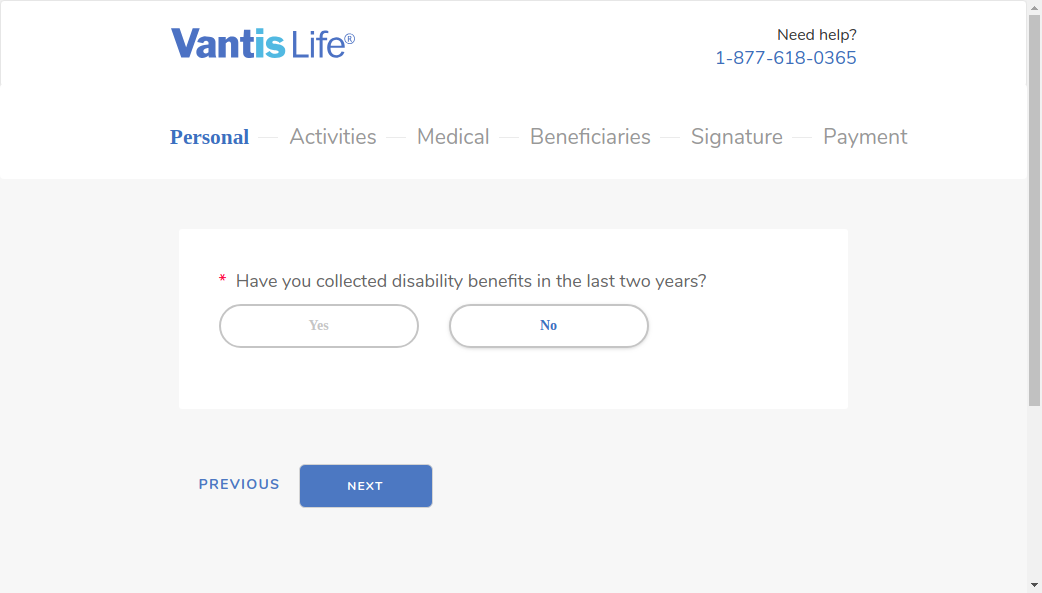 Vantis Life®
Need help?
1-877-618-0365
Personal Activities Medical Beneficiaries Signature Payment
* Have you collected disability benefits in the last two years?
Yes No
PREVIOUS NEXT